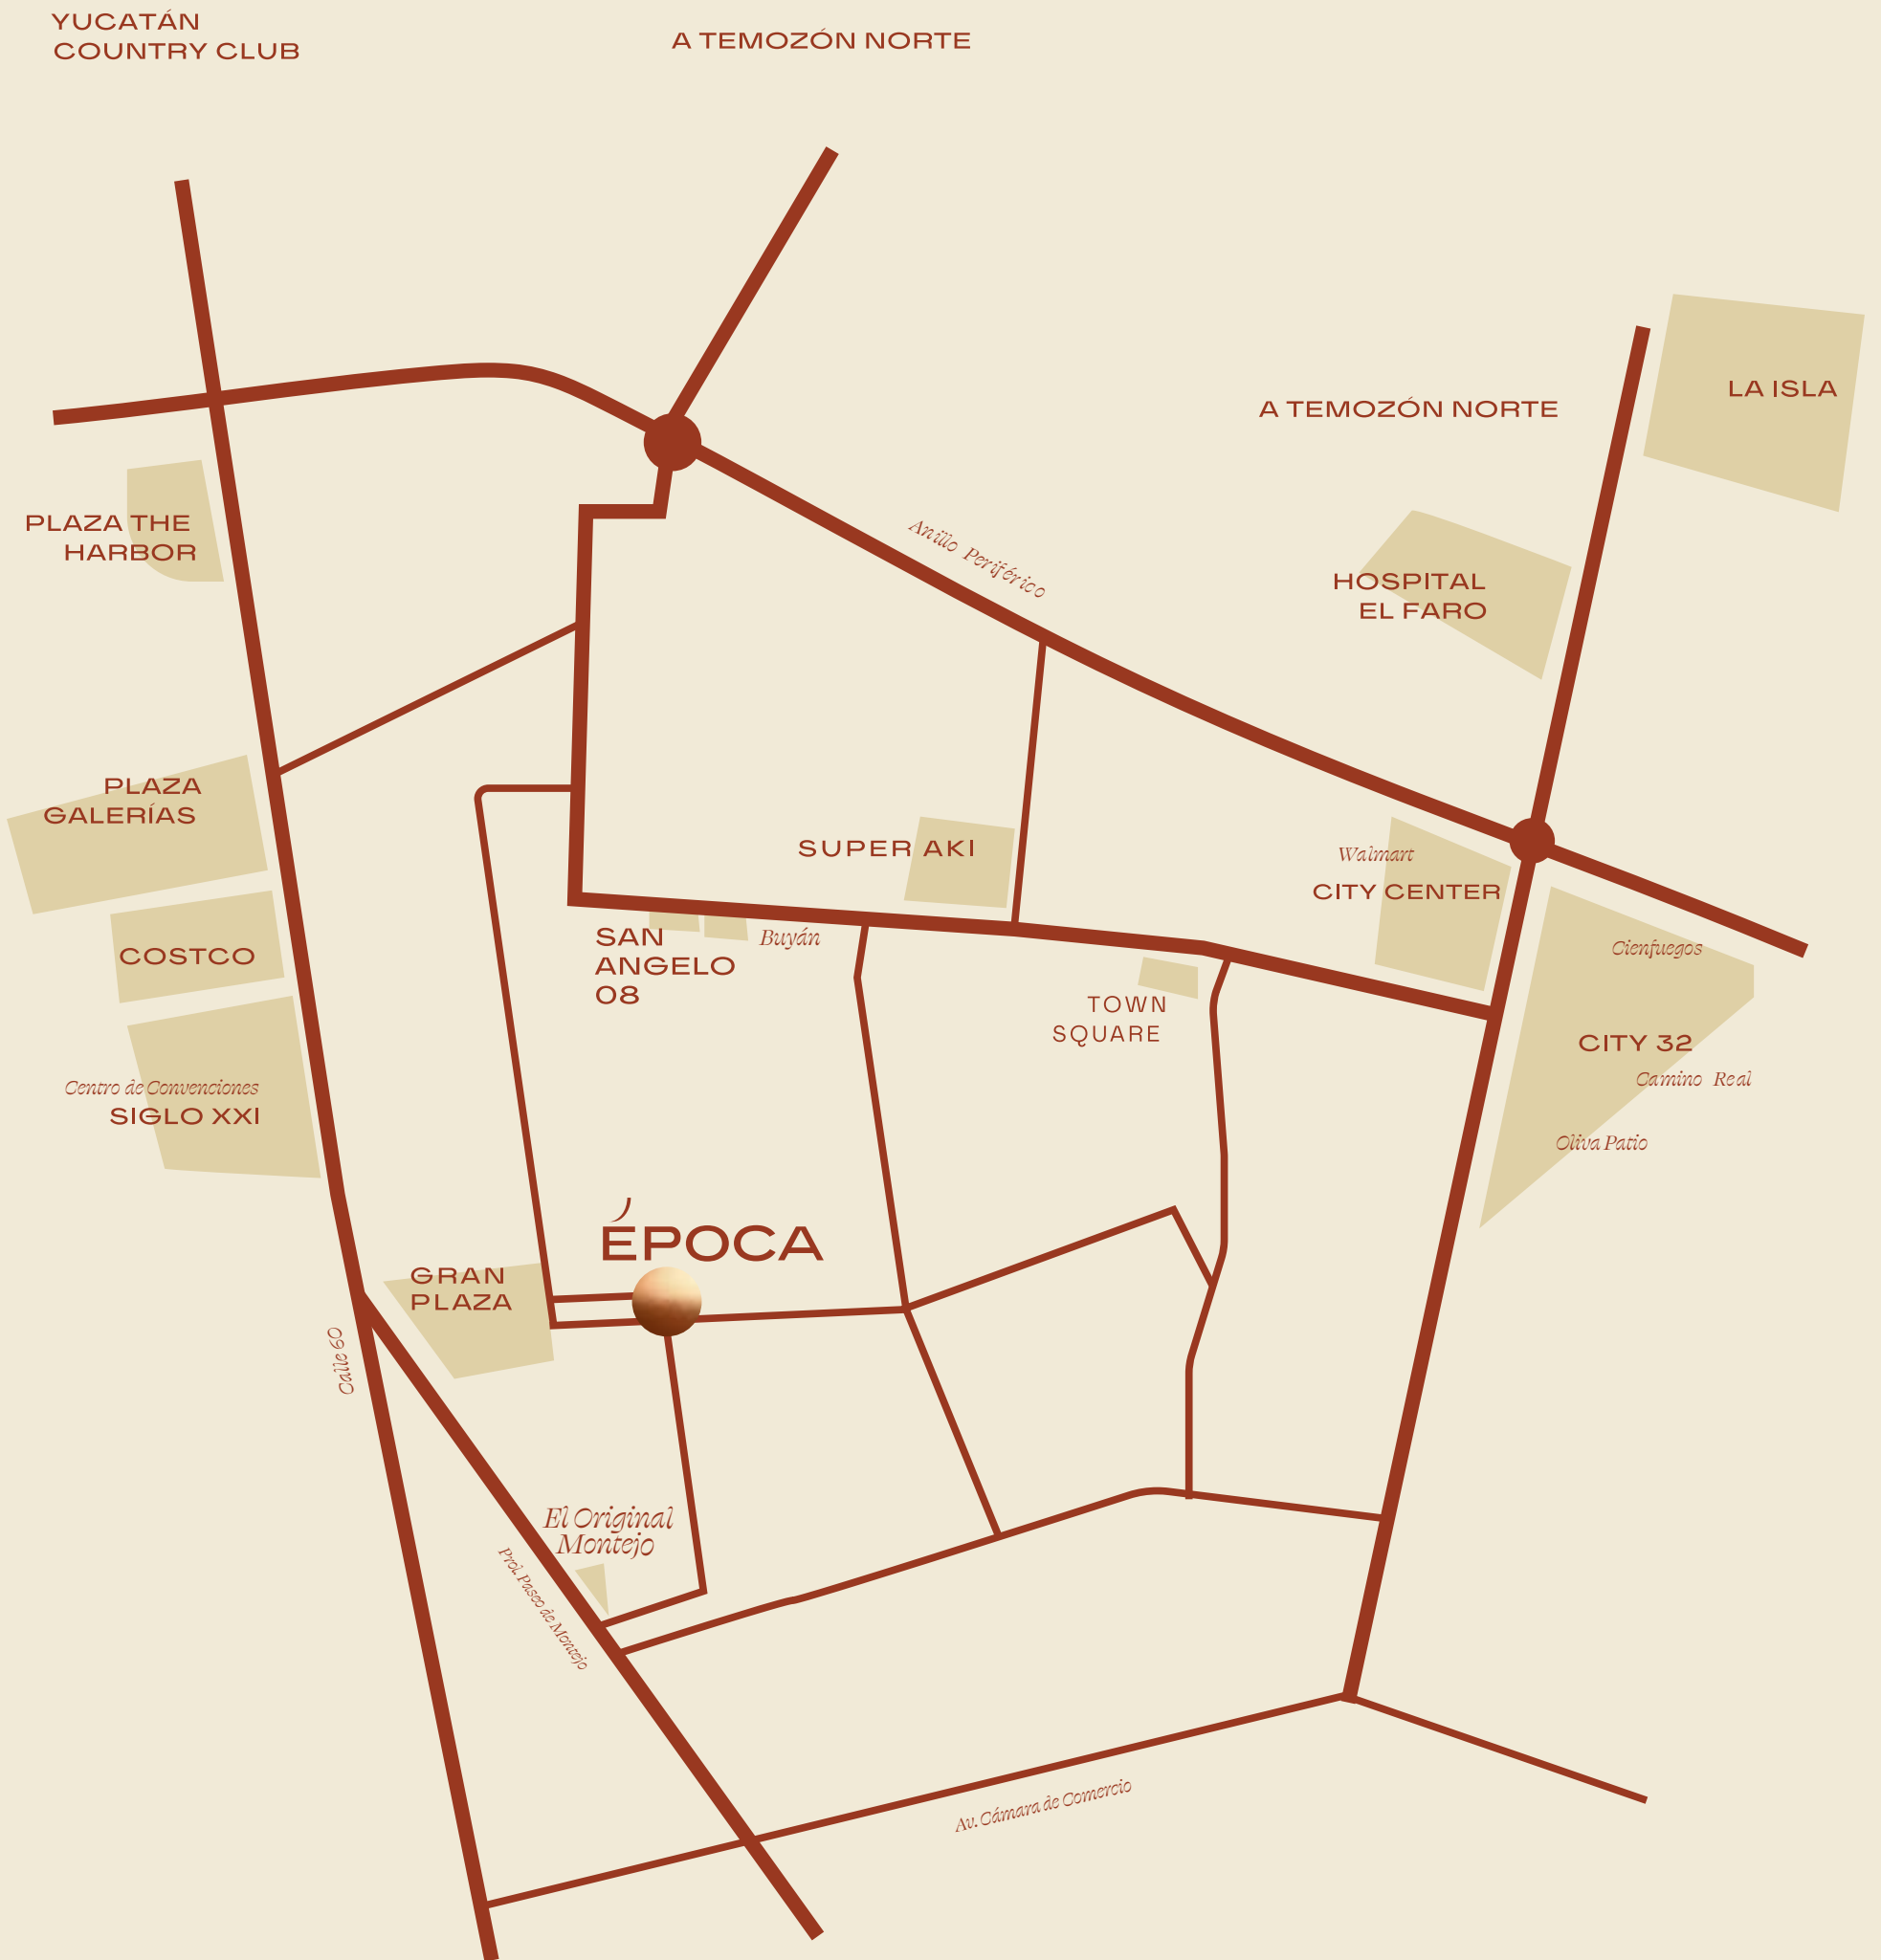 YUCATÁN
COUNTRY CLUB
A TEMOZÓN NORTE
LA ISLA
A TEMOZÓN NORTE
PLAZA THE
HARBOR
Anillo Periférico
HOSPITAL
EL FARO
PLAZA
GALERÍAS
SUPER AKI
Walmart
CITY CENTER
COSTCO
SAN
ANGELO
08
Buyán
Cienfuegos
TOWN
SQUARE
CITY 32
Camino Real
Centro de Convenciones
SIGLO XXI
Oliva Patio
ÉPOCA
GRAN
PLAZA
Calle 60
El Original
Montejo
Prol. Paseo de Montejo
Av. Cámara de Comercio